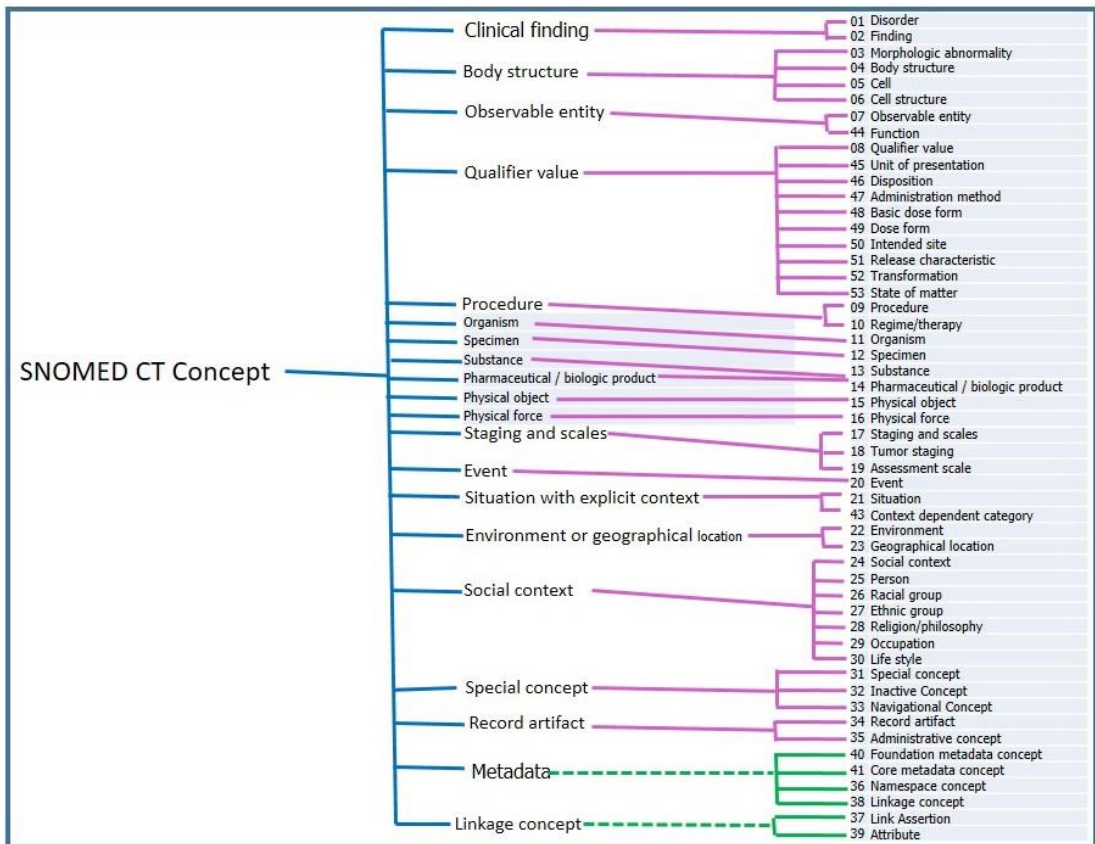 SNOMED CT Concept
Clinical finding
Body structure
Observable entity
Qualifier value
Procedure
Organism
Specimen
Substance
Pharmaceutical / biologic product
Physical object
Physical force
Staging and scales
Event
Situation with explicit context
Environment or geographical location
Social context
Special concept
Record artifact
Metadata
Linkage concept
01 Disorder
02 Finding
03 Morphologic abnormality
04 Body structure
05 Cell
06 Cell structure
07 Observable entity
44 Function
08 Qualifier value
45 Unit of presentation
46 Disposition
47 Administration method
48 Basic dose form
49 Dose form
50 Intended site
51 Release characteristic
52 Transformation
53 State of matter
09 Procedure
10 Regime/therapy
11 Organism
12 Specimen
13 Substance
14 Pharmaceutical / biologic product
15 Physical object
16 Physical force
17 Staging and scales
18 Tumor staging
19 Assessment scale
20 Event
21 Situation
43 Context dependent category
22 Environment
23 Geographical location
24 Social context
25 Person
26 Racial group
27 Ethnic group
28 Religion/philosophy
29 Occupation
30 Life style
31 Special concept
32 Inactive Concept
33 Navigational Concept
34 Record artifact
35 Administrative concept
40 Foundation metadata concept
41 Core metadata concept
36 Namespace concept
38 Linkage concept
37 Link Assertion
39 Attribute